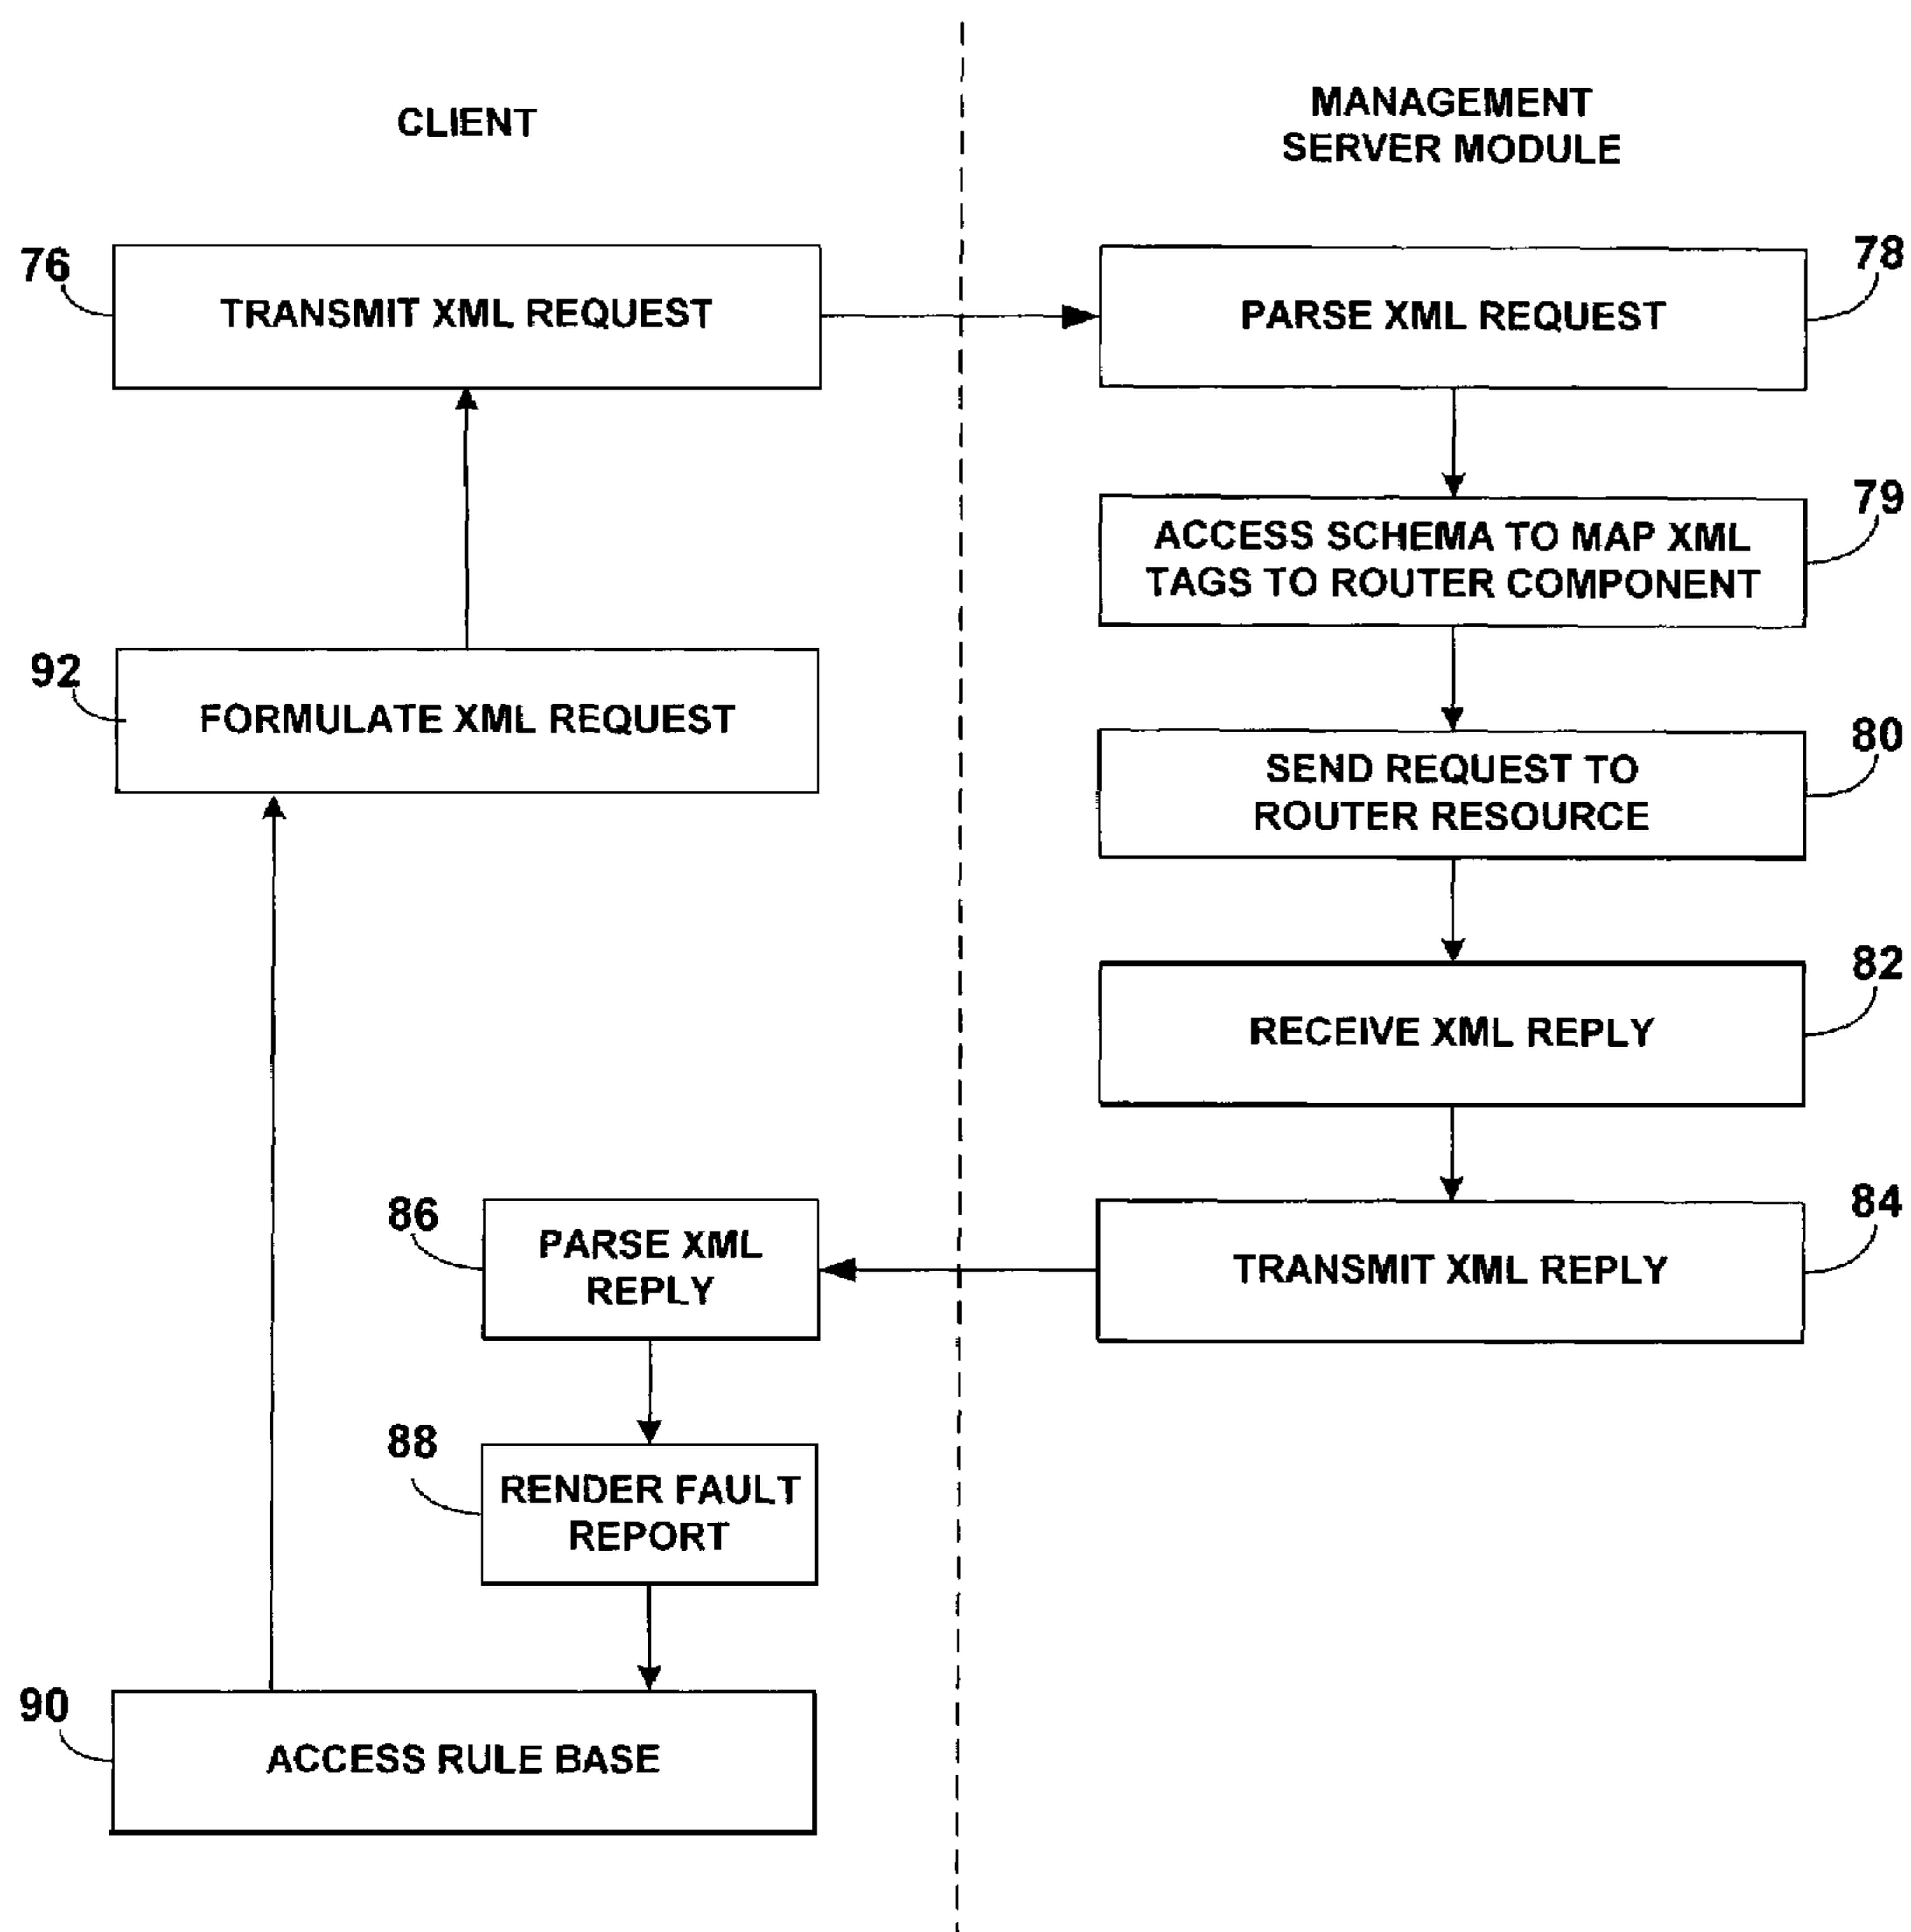 CLIENT
MANAGEMENT
SERVER MODULE
76
TRANSMIT XML REQUEST
PARSE XML REQUEST
78
ACCESS SCHEMA TO MAP XML
TAGS TO ROUTER COMPONENT
79
92
FORMULATE XML REQUEST
SEND REQUEST TO
ROUTER RESOURCE
80
RECEIVE XML REPLY
82
86
PARSE XML
REPLY
TRANSMIT XML REPLY
84
88
RENDER FAULT
REPORT
90
ACCESS RULE BASE